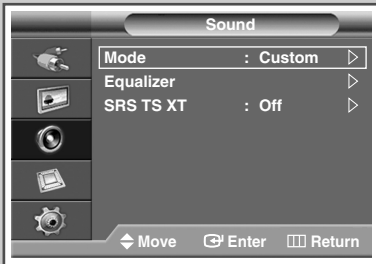 Sound
Mode : Custom
Equalizer
SRS TS XT : Off
Move Enter Return